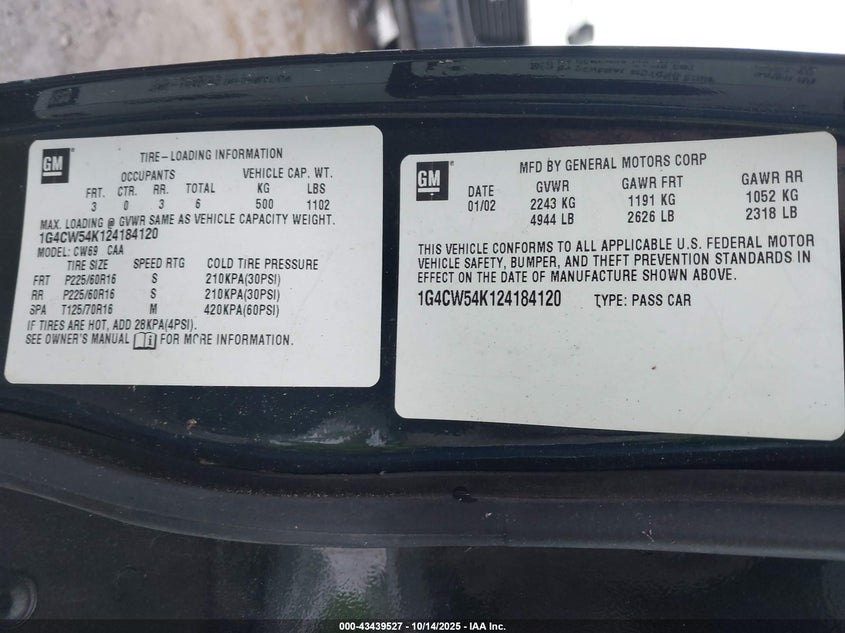 GM
TIRE-LOADING INFORMATION
OCCUPANTS VEHICLE CAP. WT.
FRT. CTR. RR. TOTAL KG LBS
3 0 3 6 500 1102
MAX. LOADING @ GVWR SAME AS VEHICLE CAPACITY WEIGHT.
1G4CW54K124184120
MODEL: CW69 CAA
TIRE SIZE SPEED RTG COLD TIRE PRESSURE
FRT P225/60R16 S 210KPA(30PSI)
RR P225/60R16 S 210KPA(30PSI)
SPA T125/70R16 M 420KPA(60PSI)
IF TIRES ARE HOT, ADD 28KPA(4PSI).
SEE OWNER'S MANUAL FOR MORE INFORMATION.
GM
MFD BY GENERAL MOTORS CORP
DATE GVWR GAWR FRT GAWR RR
01/02 2243 KG 1191 KG 1052 KG
4944 LB 2626 LB 2318 LB
THIS VEHICLE CONFORMS TO ALL APPLICABLE U.S. FEDERAL MOTOR
VEHICLE SAFETY, BUMPER, AND THEFT PREVENTION STANDARDS IN
EFFECT ON THE DATE OF MANUFACTURE SHOWN ABOVE.
1G4CW54K124184120 TYPE: PASS CAR
000-43439527 - 10/14/2025 - IAA Inc.